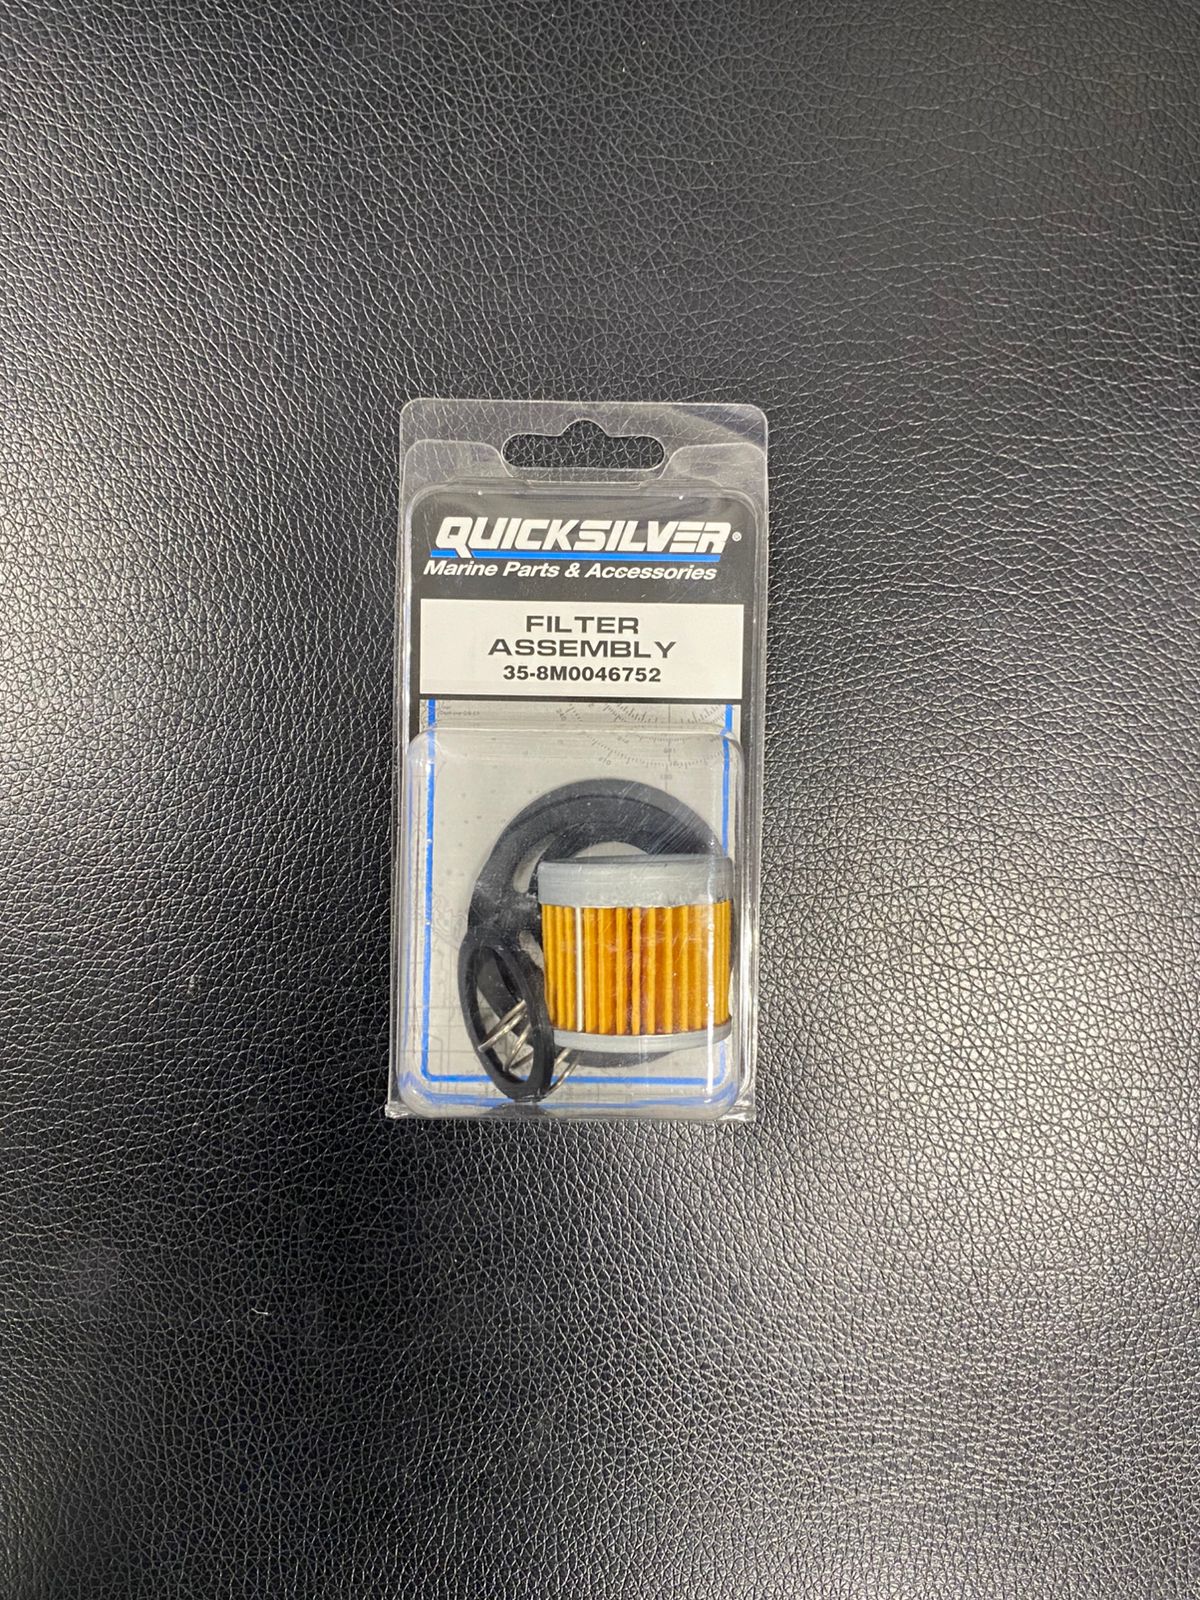 QUICKSILVER®
Marine Parts & Accessories
FILTER
ASSEMBLY
35-8M0046752